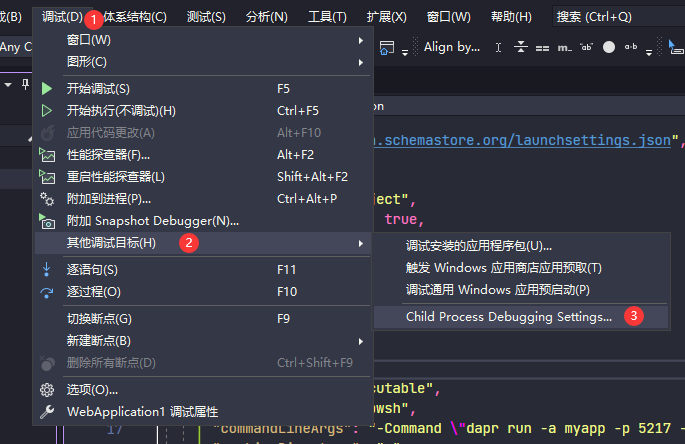 调试(D) 1 体系结构(C) 测试(S) 分析(N) 工具(T) 扩展(X) 窗口(W) 帮助(H) 搜索 (Ctrl+Q)
Any C
窗口(W)
图形(C)
Align by...
开始调试(S) F5
开始执行(不调试)(H) Ctrl+F5
应用代码更改(A) Alt+F10
.schemastore.org/launchsettings.json",
性能探查器(F)... Alt+F2
重启性能探查器(L) Shift+Alt+F2
附加到进程(P)... Ctrl+Alt+P
ject",
true,
附加 Snapshot Debugger(N)...
其他调试目标(H) 2
调试安装的应用程序包(U)...
触发 Windows 应用商店应用预取(T)
调试通用 Windows 应用预启动(P)
Child Process Debugging Settings... 3
逐语句(S) F11
逐过程(O) F10
切换断点(G) F9
新建断点(B)
删除所有断点(D) Ctrl+Shift+F9
选项(O)...
cutable",
WebApplication1 调试属性
owsh",
17 "commandLineArgs": "-Command \"dapr run -a myapp -p 5217 -